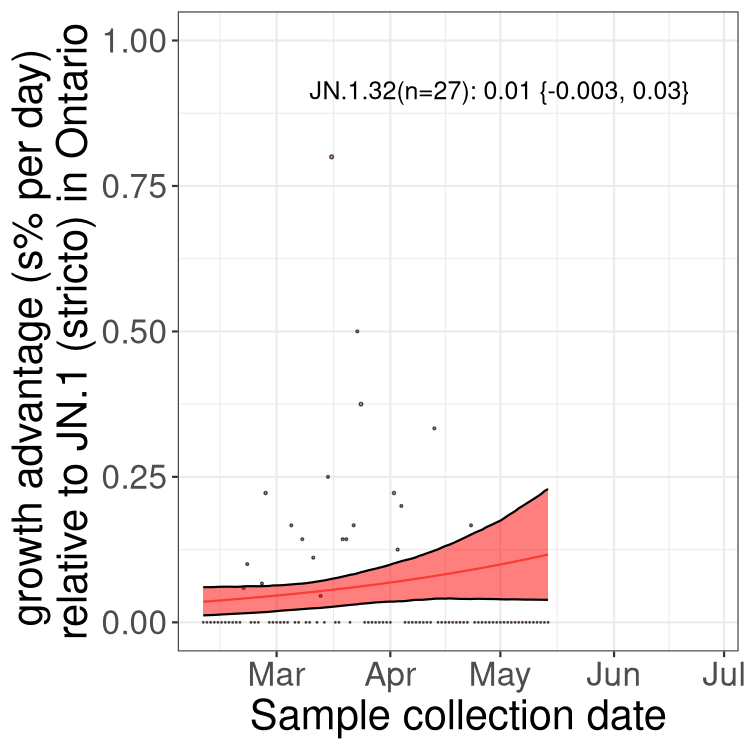 growth advantage (s% per day)
relative to JN.1 (stricto) in Ontario
1.00
0.75
0.50
0.25
0.00
JN.1.32(n=27): 0.01 {-0.003, 0.03}
Mar Apr May Jun Jul
Sample collection date